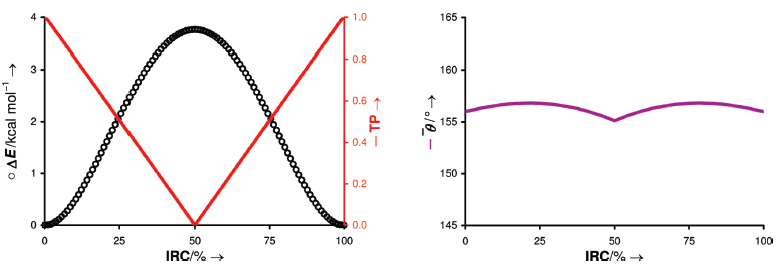 4
3
2
1
0
○ ΔE/kcal mol⁻¹ →
1.0
0.8
0.6
0.4
0.2
0.0
— TP →
0 25 50 75 100
IRC/% →
165
160
155
150
145
— θ̅/° →
0 25 50 75 100
IRC/% →